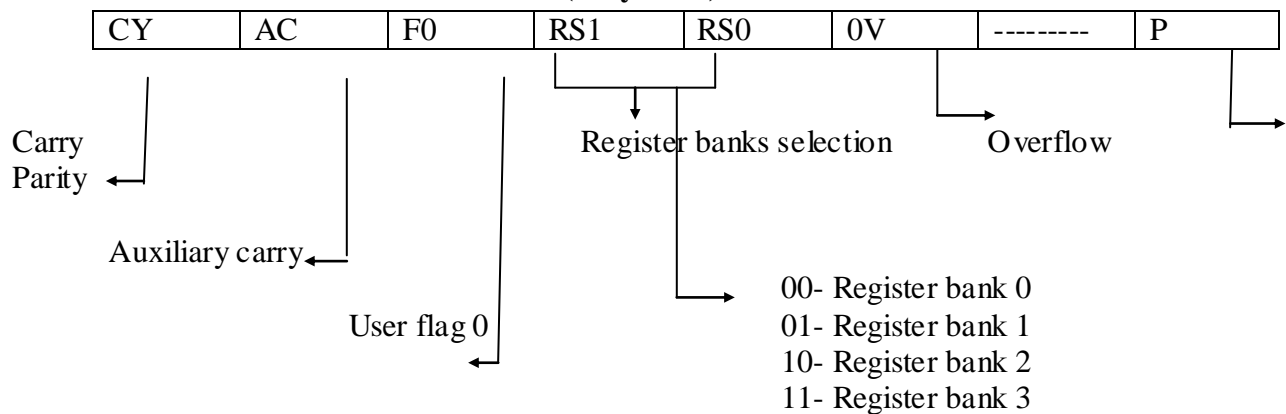 CY AC F0 RS1 RS0 0V --------- P
Register banks selection Overflow
Carry
Parity
Auxiliary carry
00- Register bank 0
User flag 0
01- Register bank 1
10- Register bank 2
11- Register bank 3